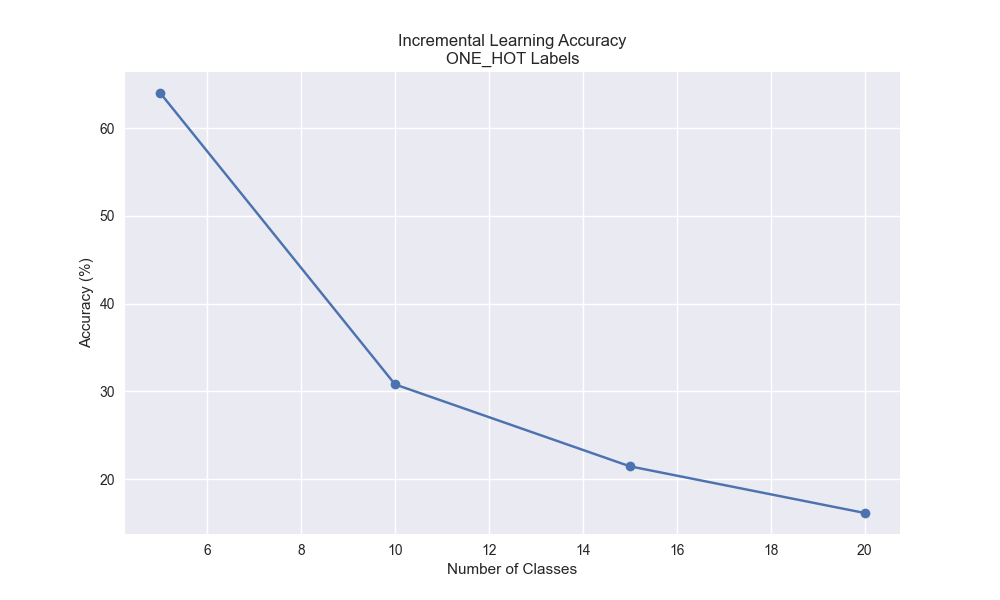 Incremental Learning Accuracy
ONE_HOT Labels
60
50
40
30
20
Accuracy (%)
6 8 10 12 14 16 18 20
Number of Classes